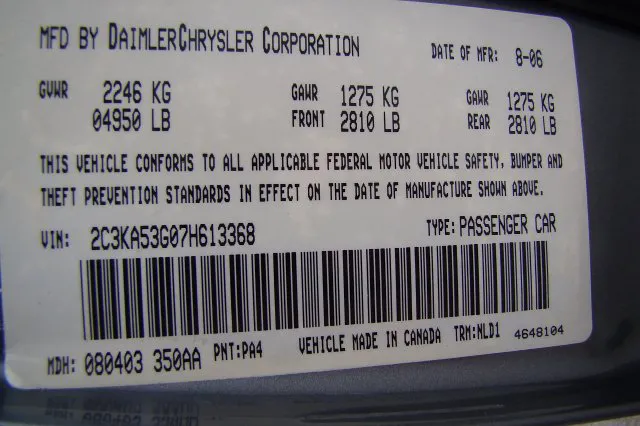 MFD BY DAIMLERCHRYSLER CORPORATION DATE OF MFR: 8-06
GVWR 2246 KG GAWR 1275 KG GAWR 1275 KG
04950 LB FRONT 2810 LB REAR 2810 LB
THIS VEHICLE CONFORMS TO ALL APPLICABLE FEDERAL MOTOR VEHICLE SAFETY, BUMPER AND
THEFT PREVENTION STANDARDS IN EFFECT ON THE DATE OF MANUFACTURE SHOWN ABOVE.
VIN: 2C3KA53G07H613368 TYPE: PASSENGER CAR
MDH: 080403 350AA PNT:PA4 VEHICLE MADE IN CANADA TRM:NLD1 4648104